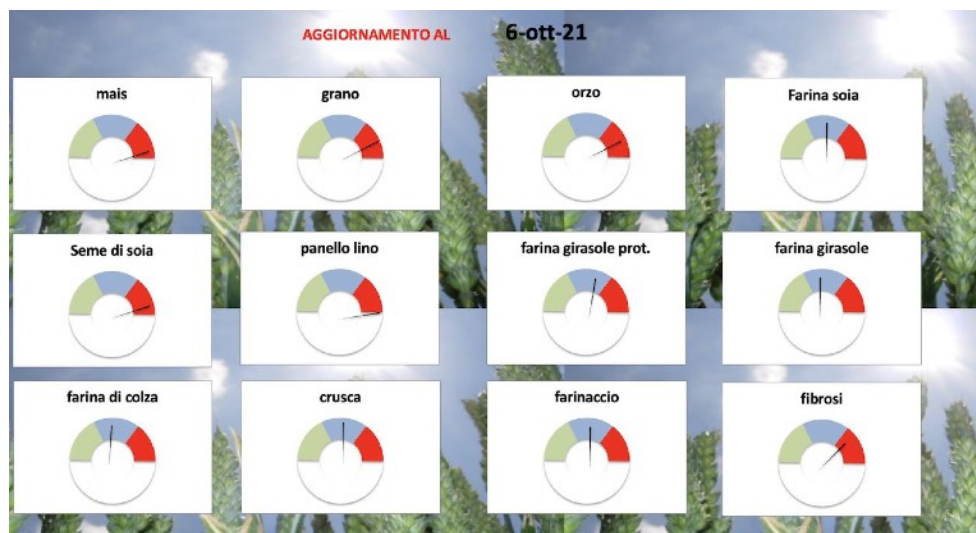 AGGIORNAMENTO AL 6-ott-21
mais
grano
orzo
Farina soia
Seme di soia
panello lino
farina girasole prot.
farina girasole
farina di colza
crusca
farinaccio
fibrosi